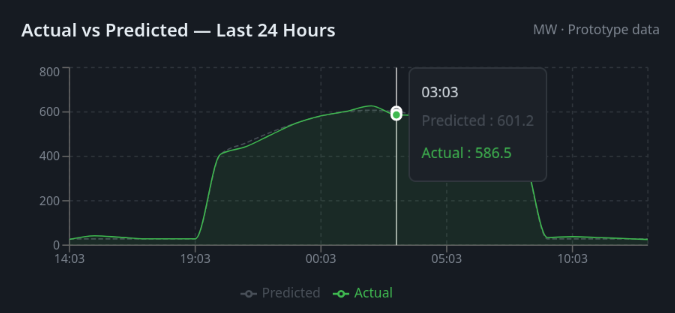 Actual vs Predicted — Last 24 Hours
MW · Prototype data
800
600
400
200
0
03:03
Predicted : 601.2
Actual : 586.5
14:03 19:03 00:03 05:03 10:03
Predicted Actual